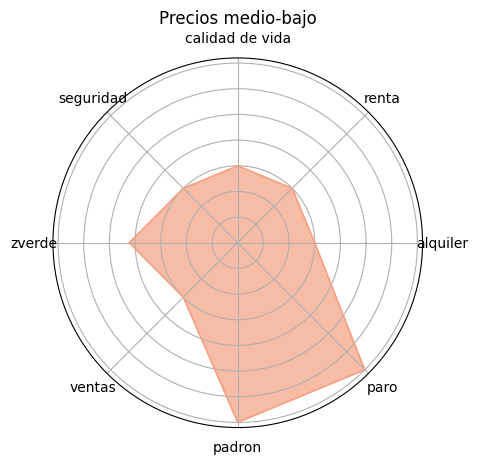 Precios medio-bajo
calidad de vida
seguridad
renta
zverde
alquiler
ventas
paro
padron